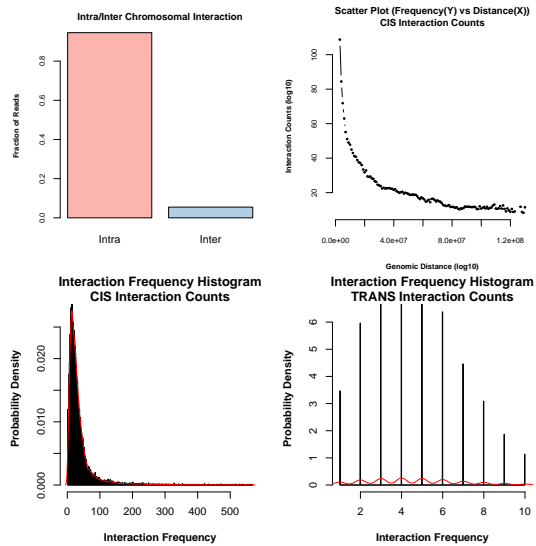 Intra/Inter Chromosomal Interaction
Fraction of Reads
0.0
0.2
0.4
0.6
0.8
Intra
Inter
Scatter Plot (Frequency(Y) vs Distance(X))
CIS Interaction Counts
Interaction Counts (log10)
20
40
60
80
100
0.0e+00
4.0e+07
8.0e+07
1.2e+08
Genomic Distance (log10)
Interaction Frequency Histogram
CIS Interaction Counts
Probability Density
0.000
0.010
0.020
0
100
200
300
400
500
Interaction Frequency
Interaction Frequency Histogram
TRANS Interaction Counts
Probability Density
0
1
2
3
4
5
6
2
4
6
8
10
Interaction Frequency